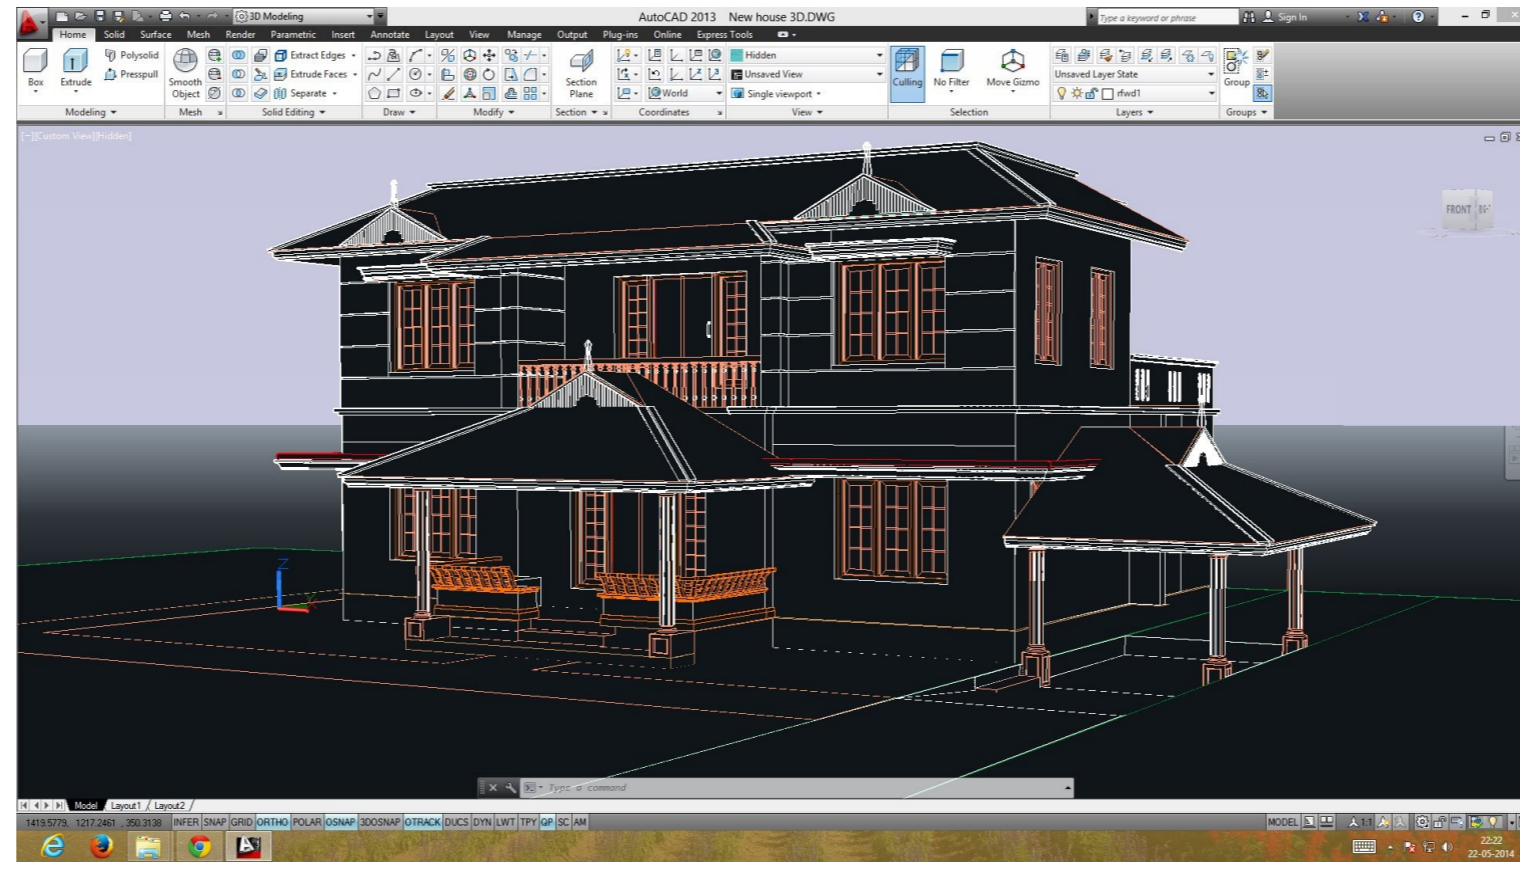 3D Modeling
AutoCAD 2013 New house 3D.DWG
Type a keyword or phrase
Sign In
Home Solid Surface Mesh Render Parametric Insert Annotate Layout View Manage Output Plug-ins Online Express Tools
Polysolid
Presspull
Box
Extrude
Smooth
Object
Extract Edges
Extrude Faces
Separate
Section
Plane
World
Hidden
Unsaved View
Single viewport
Culling
No Filter
Move Gizmo
Unsaved Layer State
rfwd1
Group
Modeling Mesh Solid Editing Draw Modify Section Coordinates View Selection Layers Groups
[-][Custom View][Hidden]
FRONT
Z
Type a command
Model Layout1 Layout2
1419.5779, 1217.2461 , 350.3138 INFER SNAP GRID ORTHO POLAR OSNAP 3DOSNAP OTRACK DUCS DYN LWT TPY QP SC AM
MODEL 1:1
22:22
22-05-2014